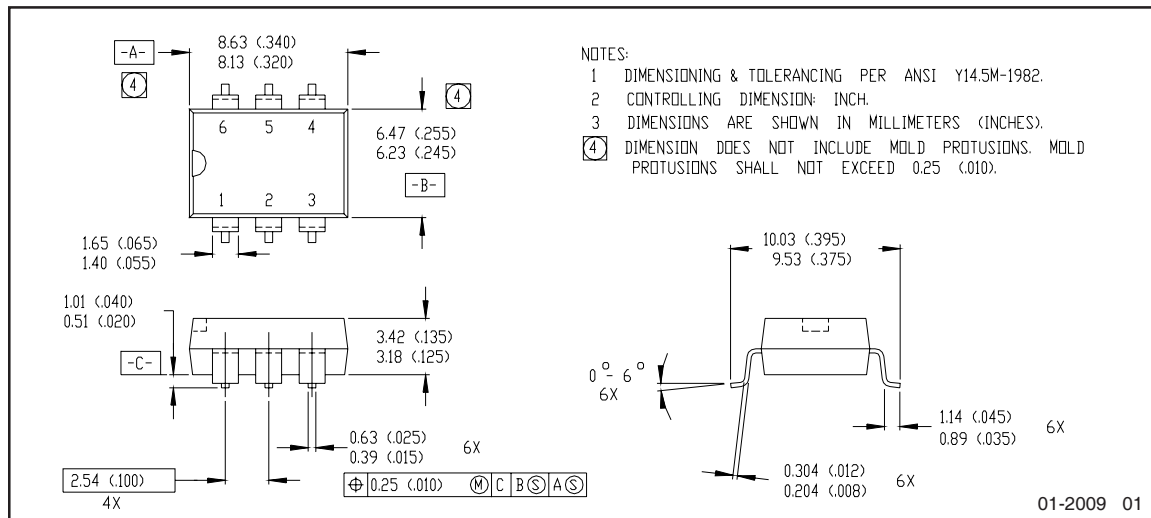 -A-
8.63 (.340)
8.13 (.320)
4
4
6 5 4
1 2 3
6.47 (.255)
6.23 (.245)
-B-
1.65 (.065)
1.40 (.055)
NOTES:
1 DIMENSIONING & TOLERANCING PER ANSI Y14.5M-1982.
2 CONTROLLING DIMENSION: INCH.
3 DIMENSIONS ARE SHOWN IN MILLIMETERS (INCHES).
4 DIMENSION DOES NOT INCLUDE MOLD PROTUSIONS. MOLD
PROTUSIONS SHALL NOT EXCEED 0.25 (.010).
1.01 (.040)
0.51 (.020)
-C-
3.42 (.135)
3.18 (.125)
0.63 (.025)
0.39 (.015)
6X
2.54 (.100)
4X
⌖ 0.25 (.010) Ⓜ C B Ⓢ A Ⓢ
10.03 (.395)
9.53 (.375)
0°- 6°
6X
1.14 (.045)
0.89 (.035)
6X
0.304 (.012)
0.204 (.008)
6X
01-2009 01